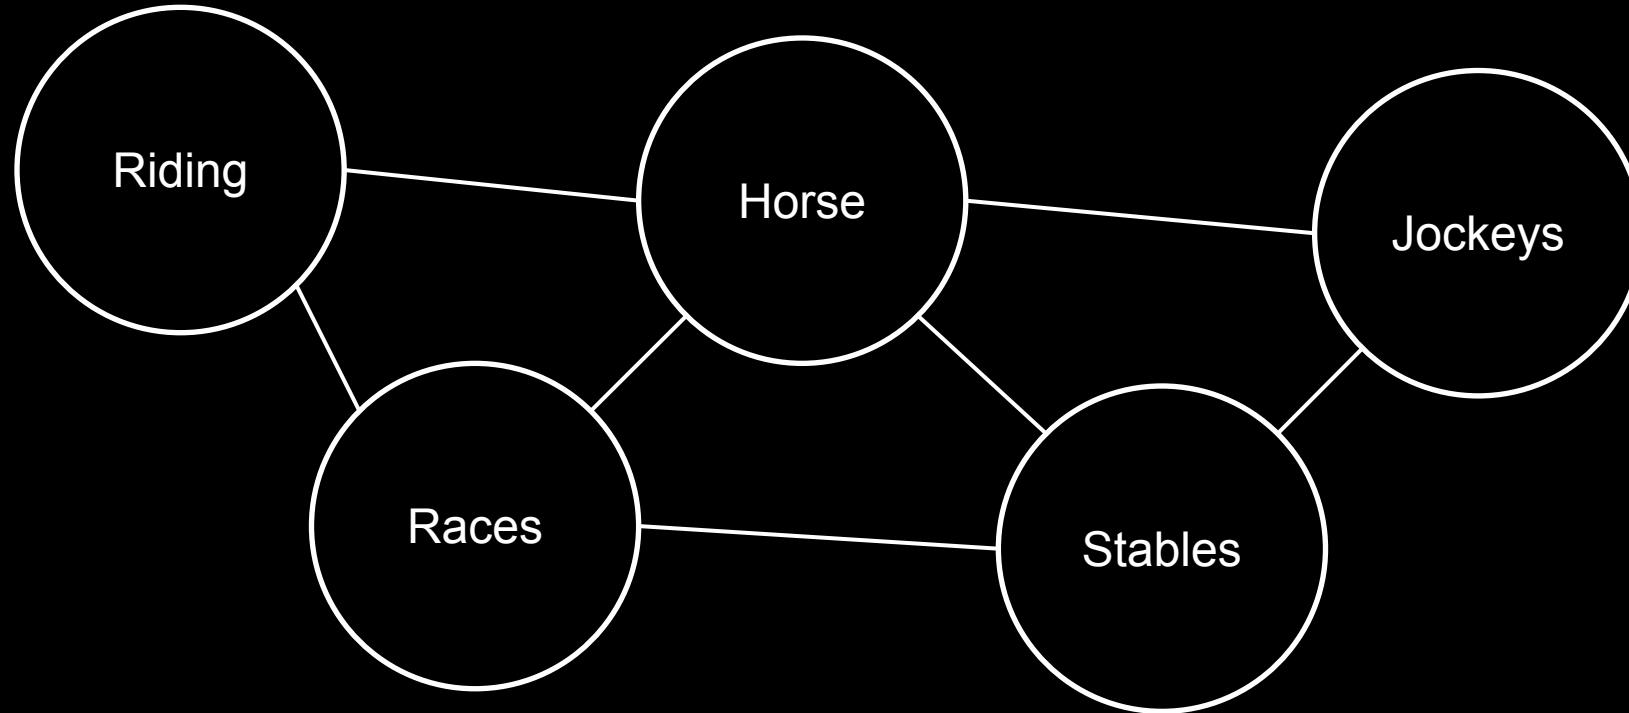 Riding
Horse
Jockeys
Races
Stables